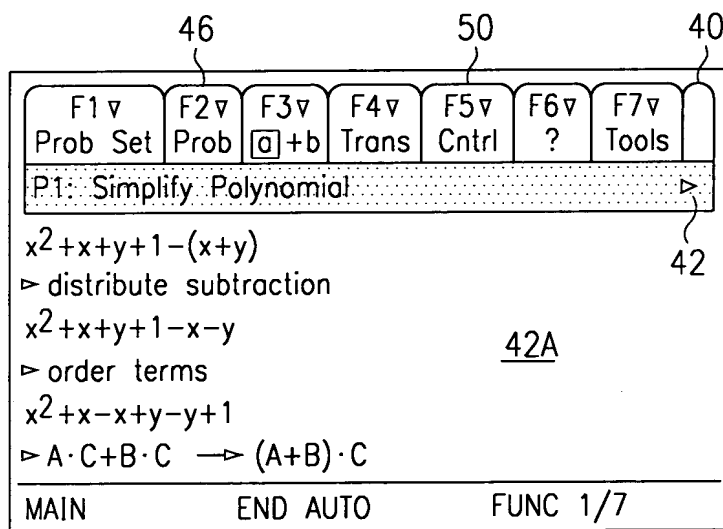 46 50 40
F1▿ F2▿ F3▿ F4▿ F5▿ F6▿ F7▿
Prob Set Prob a+b Trans Cntrl ? Tools
P1: Simplify Polynomial ▻
42
x²+x+y+1−(x+y)
▻ distribute subtraction
x²+x+y+1−x−y
42A
▻ order terms
x²+x−x+y−y+1
▻ A·C+B·C —▻ (A+B)·C
MAIN END AUTO FUNC 1/7